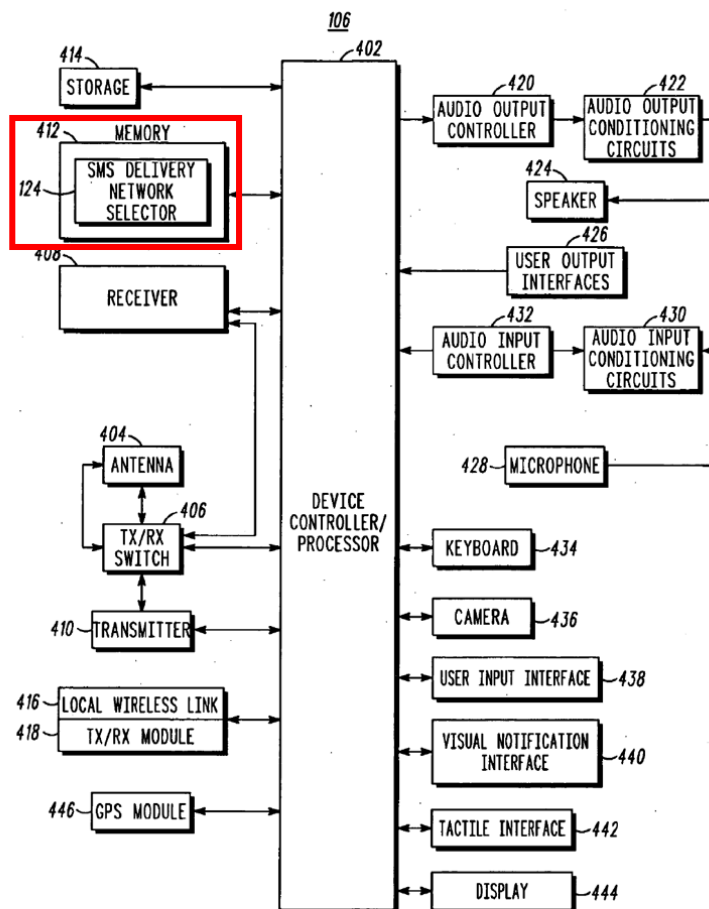 106
414
STORAGE
412
MEMORY
124
SMS DELIVERY
NETWORK
SELECTOR
408
RECEIVER
404
ANTENNA
406
TX/RX
SWITCH
410
TRANSMITTER
416
LOCAL WIRELESS LINK
418
TX/RX MODULE
446
GPS MODULE
402
DEVICE
CONTROLLER/
PROCESSOR
420
AUDIO OUTPUT
CONTROLLER
422
AUDIO OUTPUT
CONDITIONING
CIRCUITS
424
SPEAKER
426
USER OUTPUT
INTERFACES
432
AUDIO INPUT
CONTROLLER
430
AUDIO INPUT
CONDITIONING
CIRCUITS
428
MICROPHONE
KEYBOARD
434
CAMERA
436
USER INPUT INTERFACE
438
VISUAL NOTIFICATION
INTERFACE
440
TACTILE INTERFACE
442
DISPLAY
444